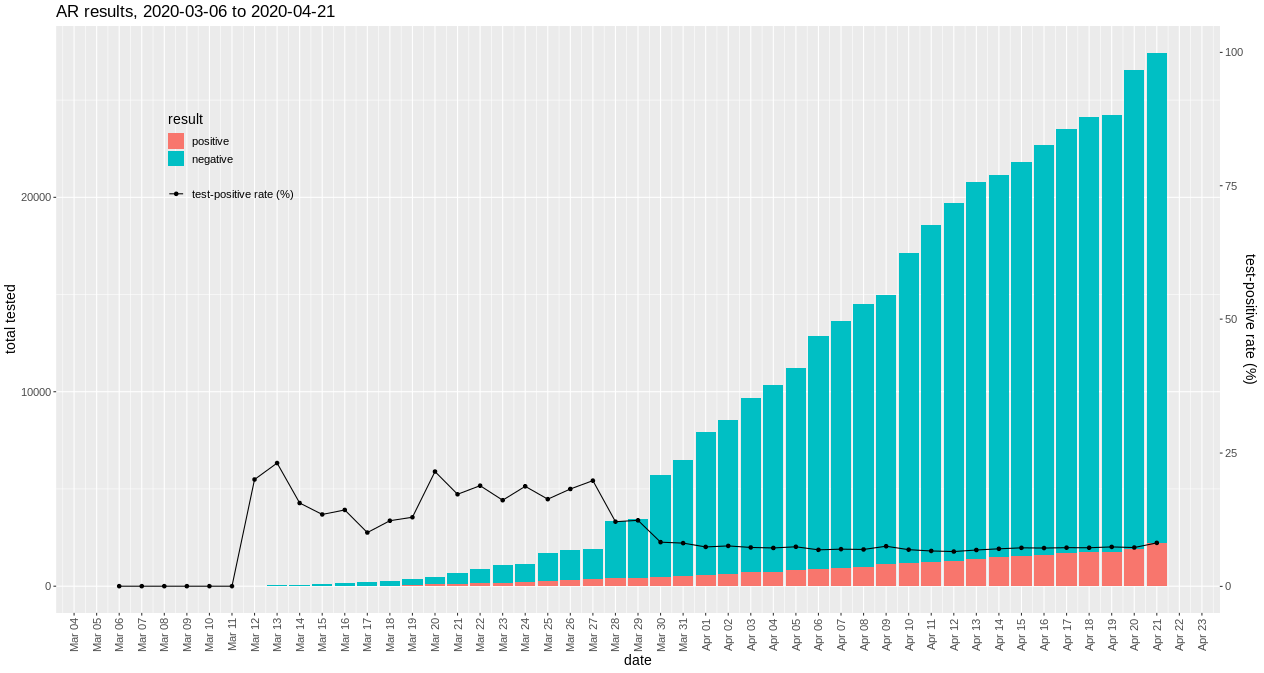 AR results, 2020-03-06 to 2020-04-21
result
positive
negative
test-positive rate (%)
total tested
20000
10000
0
100
75
50
25
0
test-positive rate (%)
Mar 04
Mar 05
Mar 06
Mar 07
Mar 08
Mar 09
Mar 10
Mar 11
Mar 12
Mar 13
Mar 14
Mar 15
Mar 16
Mar 17
Mar 18
Mar 19
Mar 20
Mar 21
Mar 22
Mar 23
Mar 24
Mar 25
Mar 26
Mar 27
Mar 28
Mar 29
Mar 30
Mar 31
Apr 01
Apr 02
Apr 03
Apr 04
Apr 05
Apr 06
Apr 07
Apr 08
Apr 09
Apr 10
Apr 11
Apr 12
Apr 13
Apr 14
Apr 15
Apr 16
Apr 17
Apr 18
Apr 19
Apr 20
Apr 21
Apr 22
Apr 23
date